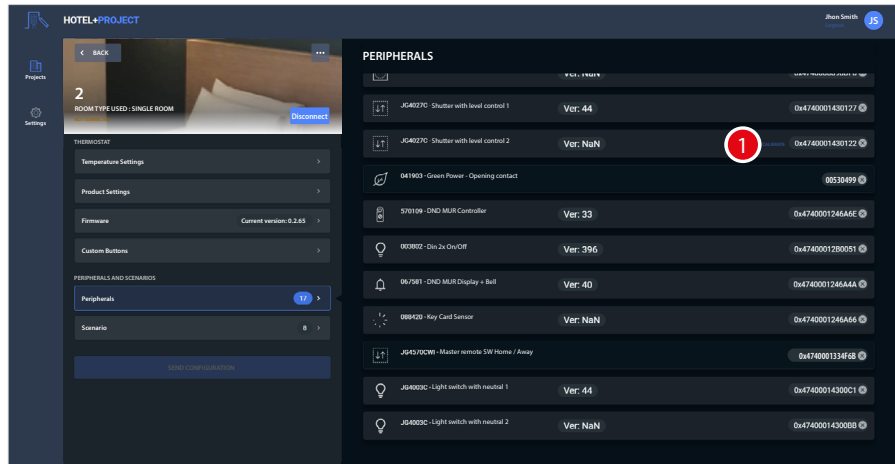 HOTEL+PROJECT
Jhon Smith
JS
Projects
Settings
BACK
...
2
ROOM TYPE USED : SINGLE ROOM
Disconnect
THERMOSTAT
Temperature Settings
Product Settings
Firmware Current version: 0.2.65
Custom Buttons
PERIPHERALS AND SCENARIOS
Peripherals 17
Scenario 8
SEND CONFIGURATION
PERIPHERALS
Ver: NaN
JG4027C - Shutter with level control 1 Ver: 44 0x4740001430127
JG4027C - Shutter with level control 2 Ver: NaN 1 0x4740001430122
041903 - Green Power - Opening contact 00530499
570109 - DND MUR Controller Ver: 33 0x4740001246A6E
003802 - Din 2x On/Off Ver: 396 0x47400012B0051
067581 - DND MUR Display + Bell Ver: 40 0x4740001246A4A
088420 - Key Card Sensor Ver: NaN 0x4740001246A66
JG4570CWI - Master remote SW Home / Away 0x4740001334F6B
JG4003C - Light switch with neutral 1 Ver: 44 0x47400014300C1
JG4003C - Light switch with neutral 2 Ver: NaN 0x47400014300BB